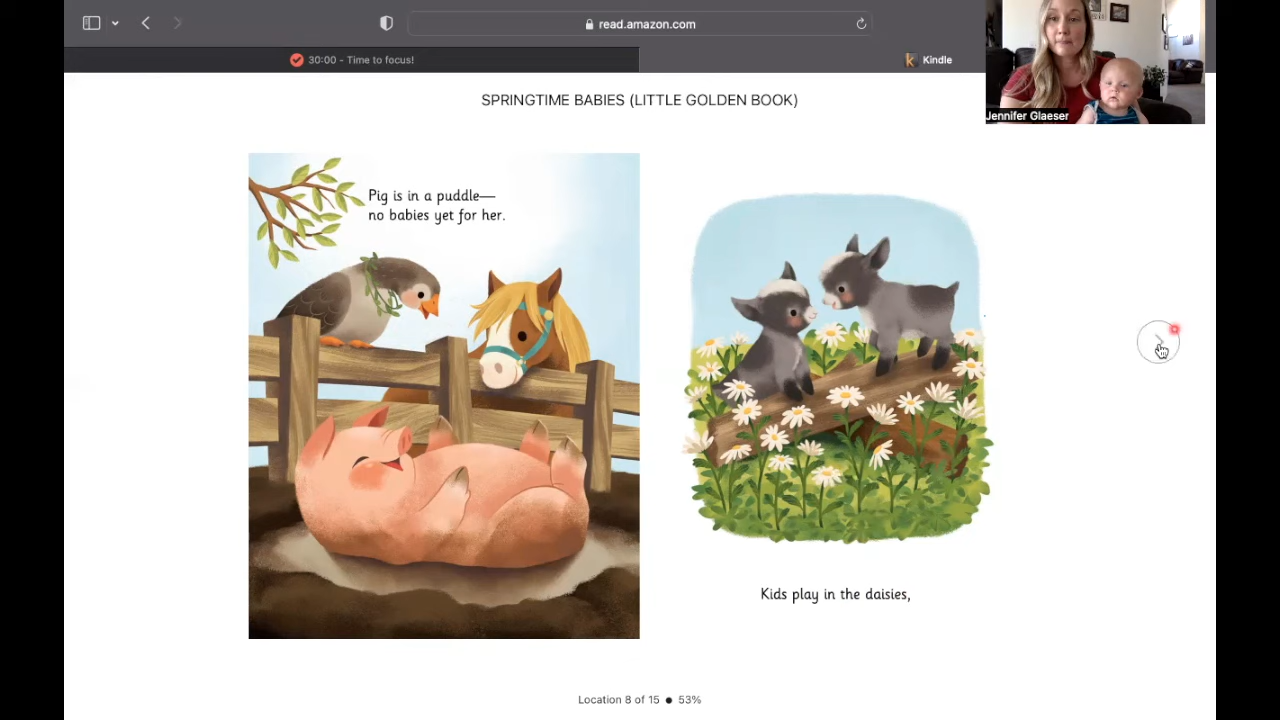 read.amazon.com
30:00 - Time to focus!
Kindle
Jennifer Glaeser
SPRINGTIME BABIES (LITTLE GOLDEN BOOK)
Pig is in a puddle—
no babies yet for her.
Kids play in the daisies,
Location 8 of 15 ● 53%